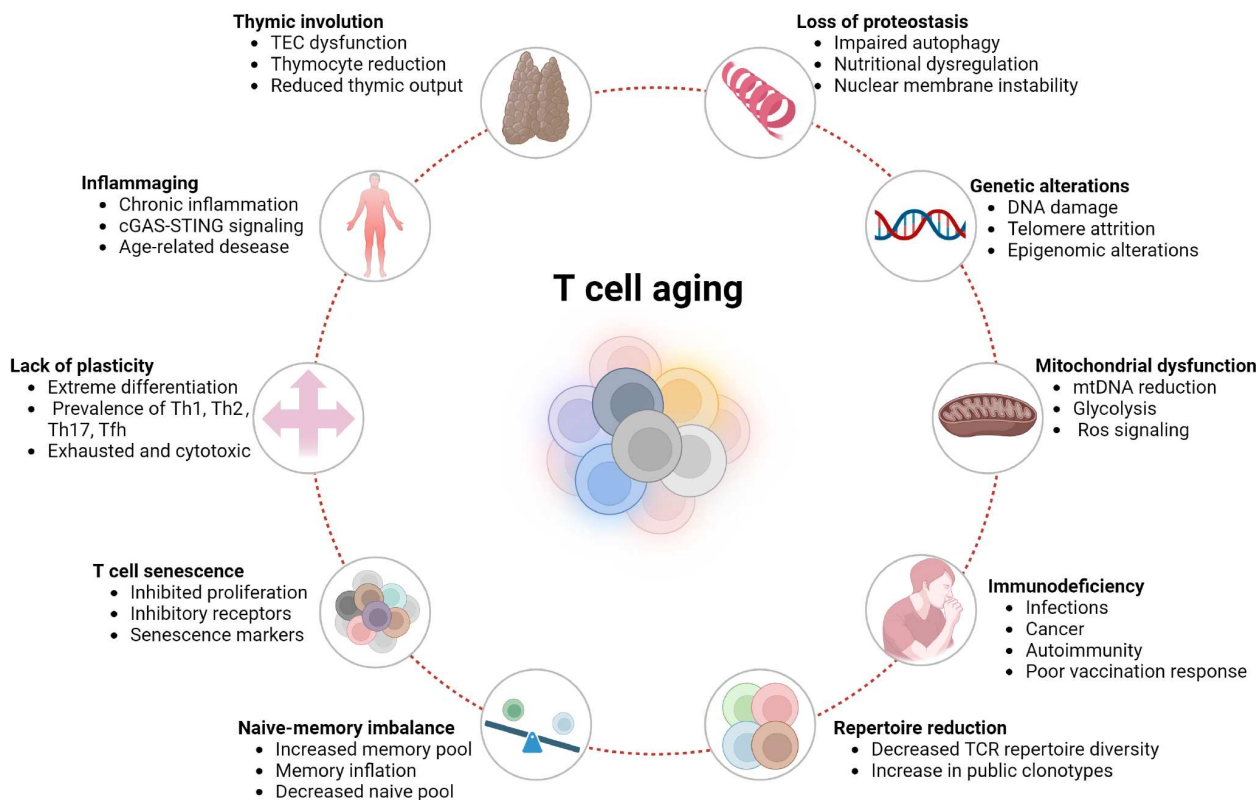 Thymic involution
• TEC dysfunction
• Thymocyte reduction
• Reduced thymic output
Loss of proteostasis
• Impaired autophagy
• Nutritional dysregulation
• Nuclear membrane instability
Inflammaging
• Chronic inflammation
• cGAS-STING signaling
• Age-related desease
Genetic alterations
• DNA damage
• Telomere attrition
• Epigenomic alterations
T cell aging
Lack of plasticity
• Extreme differentiation
• Prevalence of Th1, Th2,
Th17, Tfh
• Exhausted and cytotoxic
Mitochondrial dysfunction
• mtDNA reduction
• Glycolysis
• Ros signaling
T cell senescence
• Inhibited proliferation
• Inhibitory receptors
• Senescence markers
Immunodeficiency
• Infections
• Cancer
• Autoimmunity
• Poor vaccination response
Naive-memory imbalance
• Increased memory pool
• Memory inflation
• Decreased naive pool
Repertoire reduction
• Decreased TCR repertoire diversity
• Increase in public clonotypes